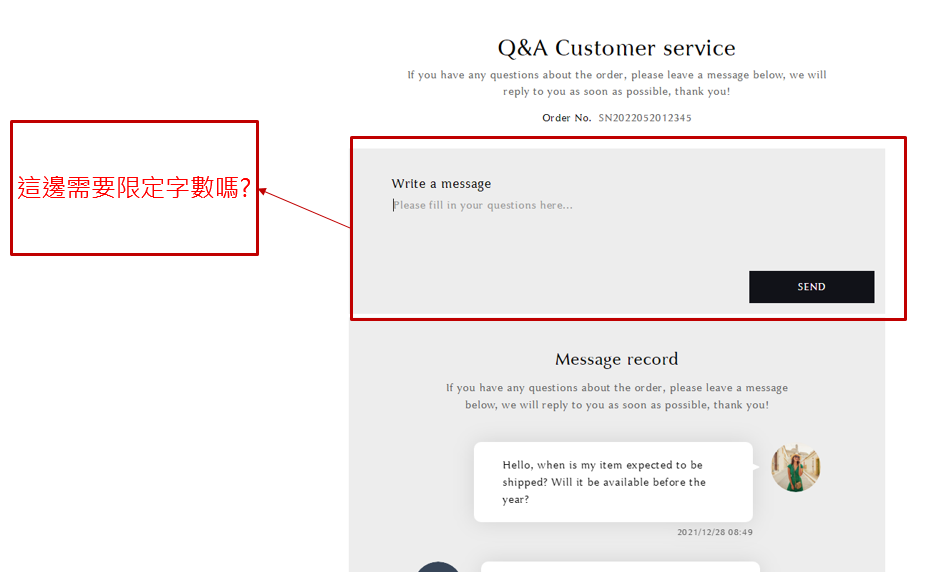 Q&A Customer service
If you have any questions about the order, please leave a message below, we will
reply to you as soon as possible, thank you!
Order No. SN2022052012345
這邊需要限定字數嗎?
Write a message
Please fill in your questions here...
SEND
Message record
If you have any questions about the order, please leave a message
below, we will reply to you as soon as possible, thank you!
Hello, when is my item expected to be
shipped? Will it be available before the
year?
2021/12/28 08:49